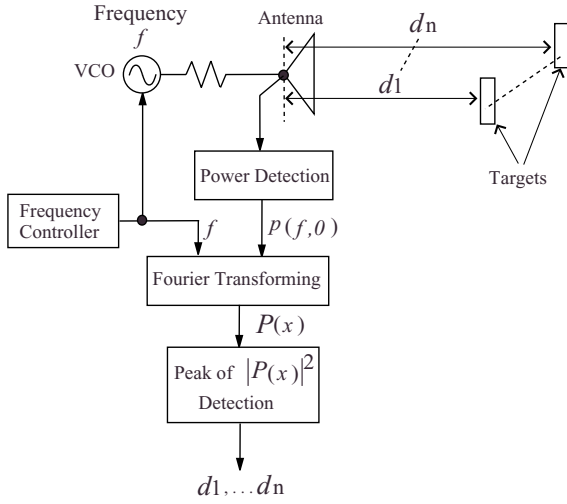 Frequency
f
VCO
Antenna
dn
d1
Targets
Power Detection
Frequency
Controller
f
p(f,0)
Fourier Transforming
P(x)
Peak of |P(x)|²
Detection
d1,...dn